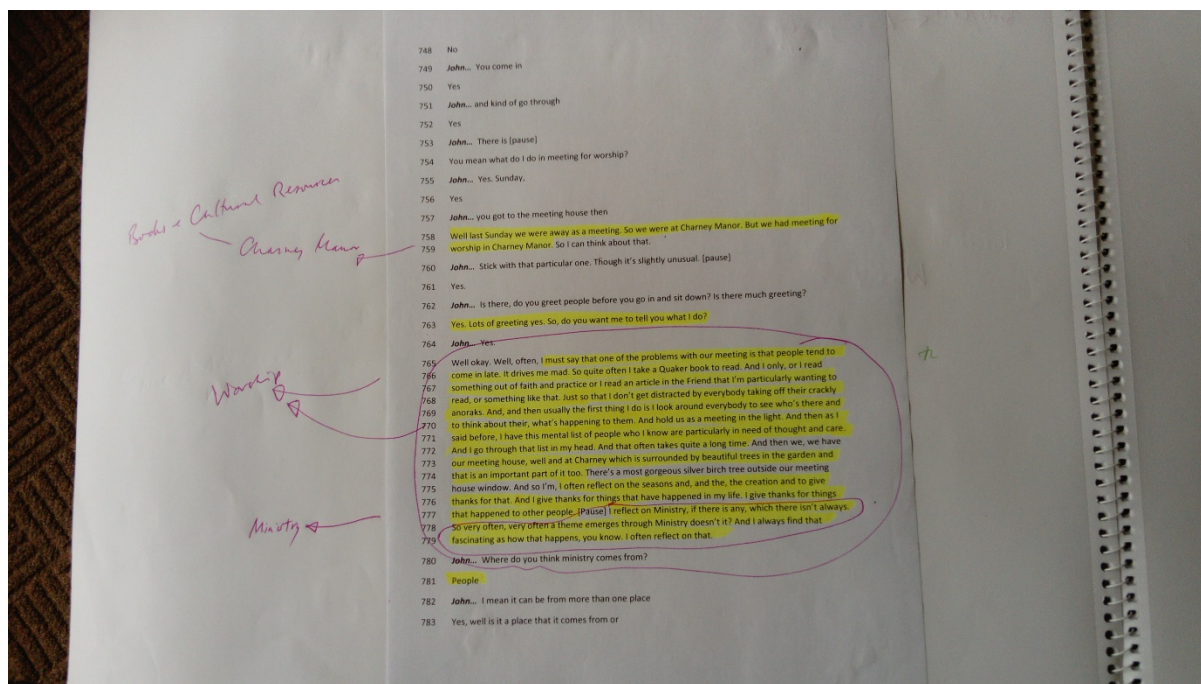 748 No
749 John... You come in
750 Yes
751 John... and kind of go through
752 Yes
753 John... There is [pause]
754 You mean what do I do in meeting for worship?
755 John... Yes. Sunday,
756 Yes
757 John... you got to the meeting house then
758 Well last Sunday we were away as a meeting. So we were at Charney Manor. But we had meeting for
759 worship in Charney Manor. So I can think about that.
760 John... Stick with that particular one. Though it's slightly unusual. [pause]
761 Yes.
762 John... Is there, do you greet people before you go in and sit down? Is there much greeting?
763 Yes. Lots of greeting yes. So, do you want me to tell you what I do?
764 John... Yes.
765 Well okay. Well, often, I must say that one of the problems with our meeting is that people tend to
766 come in late. It drives me mad. So quite often I take a Quaker book to read. And I only, or I read
767 something out of faith and practice or I read an article in the Friend that I'm particularly wanting to
768 read, or something like that. Just so that I don't get distracted by everybody taking off their crackly
769 anoraks. And, and then usually the first thing I do is I look around everybody to see who's there and
770 to think about their, what's happening to them. And hold us as a meeting in the light. And then as I
771 said before, I have this mental list of people who I know are particularly in need of thought and care.
772 And I go through that list in my head. And that often takes quite a long time. And then we, we have
773 our meeting house, well and at Charney which is surrounded by beautiful trees in the garden and
774 that is an important part of it too. There's a most gorgeous silver birch tree outside our meeting
775 house window. And so I'm, I often reflect on the seasons and, and the, the creation and to give
776 thanks for that. And I give thanks for things that have happened in my life. I give thanks for things
777 that happened to other people. [Pause] I reflect on Ministry, if there is any, which there isn't always.
778 So very often, very often a theme emerges through Ministry doesn't it? And I always find that
779 fascinating as how that happens, you know. I often reflect on that.
780 John... Where do you think ministry comes from?
781 People
782 John... I mean it can be from more than one place
783 Yes, well is it a place that it comes from or
Cultural Resources
Charney Manor
Worship
Ministry